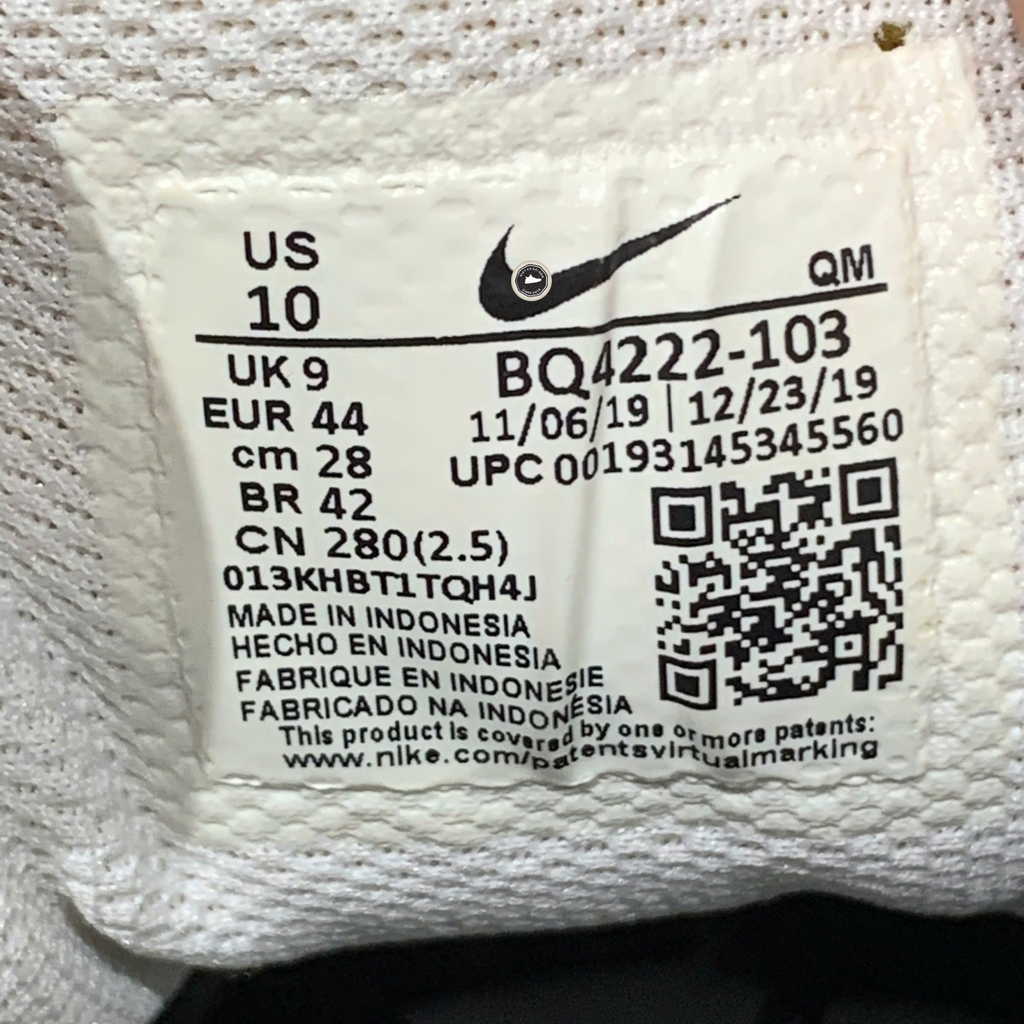 US
10
QM
UK 9
EUR 44
cm 28
BR 42
CN 280(2.5)
BQ4222-103
11/06/19 | 12/23/19
UPC 00193145345560
013KHBT1TQH4J
MADE IN INDONESIA
HECHO EN INDONESIA
FABRIQUE EN INDONESIE
FABRICADO NA INDONÉSIA
This product is covered by one or more patents:
www.nike.com/patentsvirtualmarking